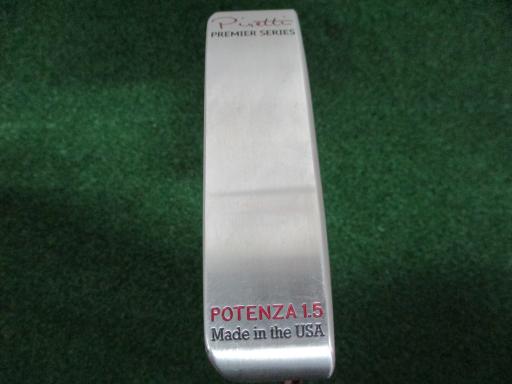 Piretti
PREMIER SERIES
POTENZA 1.5
Made in the USA